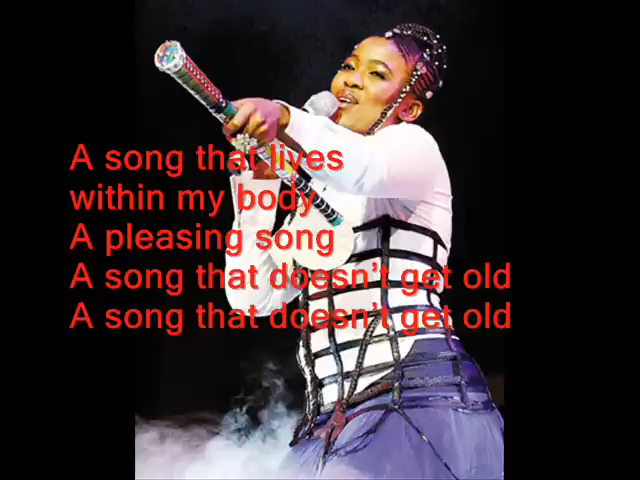 A song that lives
within my body
A pleasing song
A song that doesn't get old
A song that doesn't get old